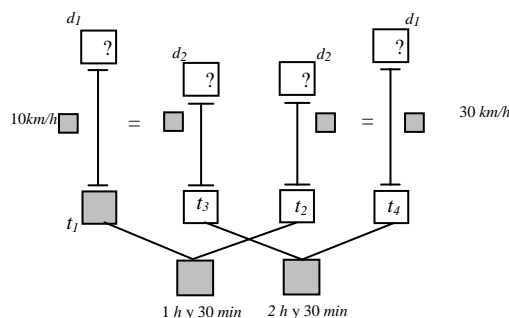 d1 d1
? d2 d2 ?
? ?
10km/h = = 30 km/h
t1 t3 t2 t4
1 h y 30 min 2 h y 30 min